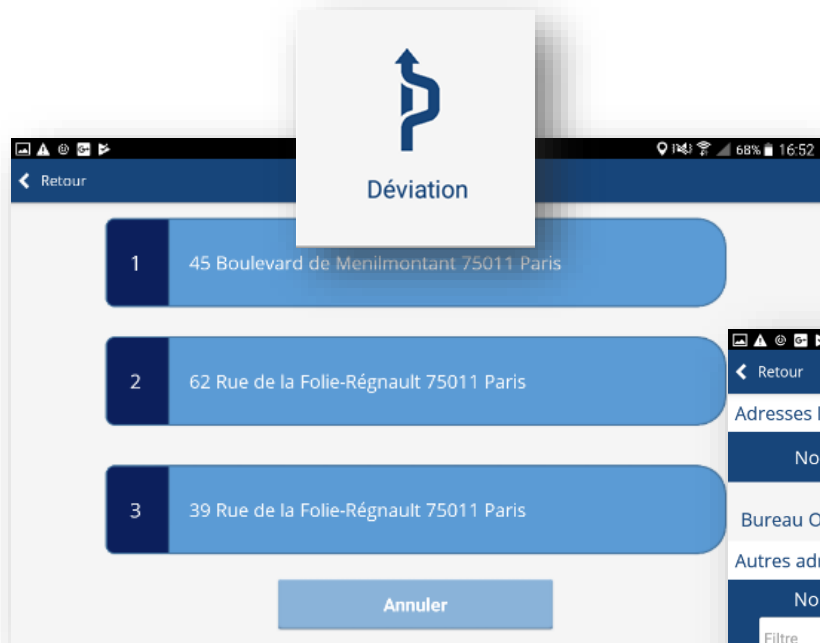 Déviation
68% 16:52
Retour
1 45 Boulevard de Menilmontant 75011 Paris
2 62 Rue de la Folie-Régnault 75011 Paris
3 39 Rue de la Folie-Régnault 75011 Paris
Annuler
Retour
Adresses
No
Bureau O
Autres adr
No
Filtre